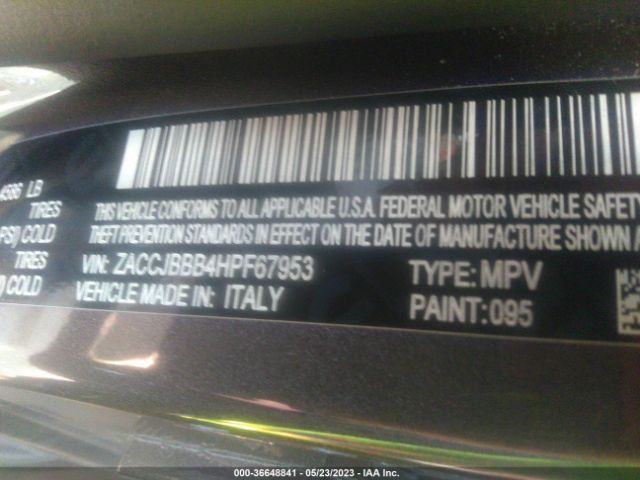 4586 LB
TIRES
PSI) COLD
TIRES
) COLD
THIS VEHICLE CONFORMS TO ALL APPLICABLE U.S.A. FEDERAL MOTOR VEHICLE SAFETY
THEFT PREVENTION STANDARDS IN EFFECT ON THE DATE OF MANUFACTURE SHOWN A
VIN: ZACCJBBB4HPF67953 TYPE: MPV
VEHICLE MADE IN: ITALY PAINT:095
000-36648841 - 05/23/2023 - IAA Inc.